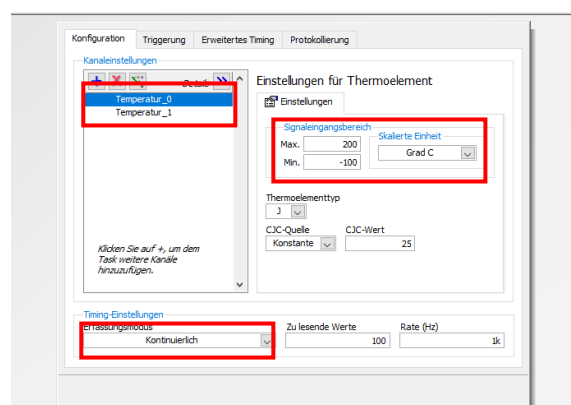 Konfiguration Triggerung Erweitertes Timing Protokollierung
Kanaleinstellungen
Details
Temperatur_0
Temperatur_1
Klicken Sie auf +, um dem
Task weitere Kanäle
hinzuzufügen.
Einstellungen für Thermoelement
Einstellungen
Signaleingangsbereich
Max. 200
Min. -100
Skalierte Einheit
Grad C
Thermoelementtyp
J
CJC-Quelle CJC-Wert
Konstante 25
Timing-Einstellungen
Erfassungsmodus Zu lesende Werte Rate (Hz)
Kontinuierlich 100 1k